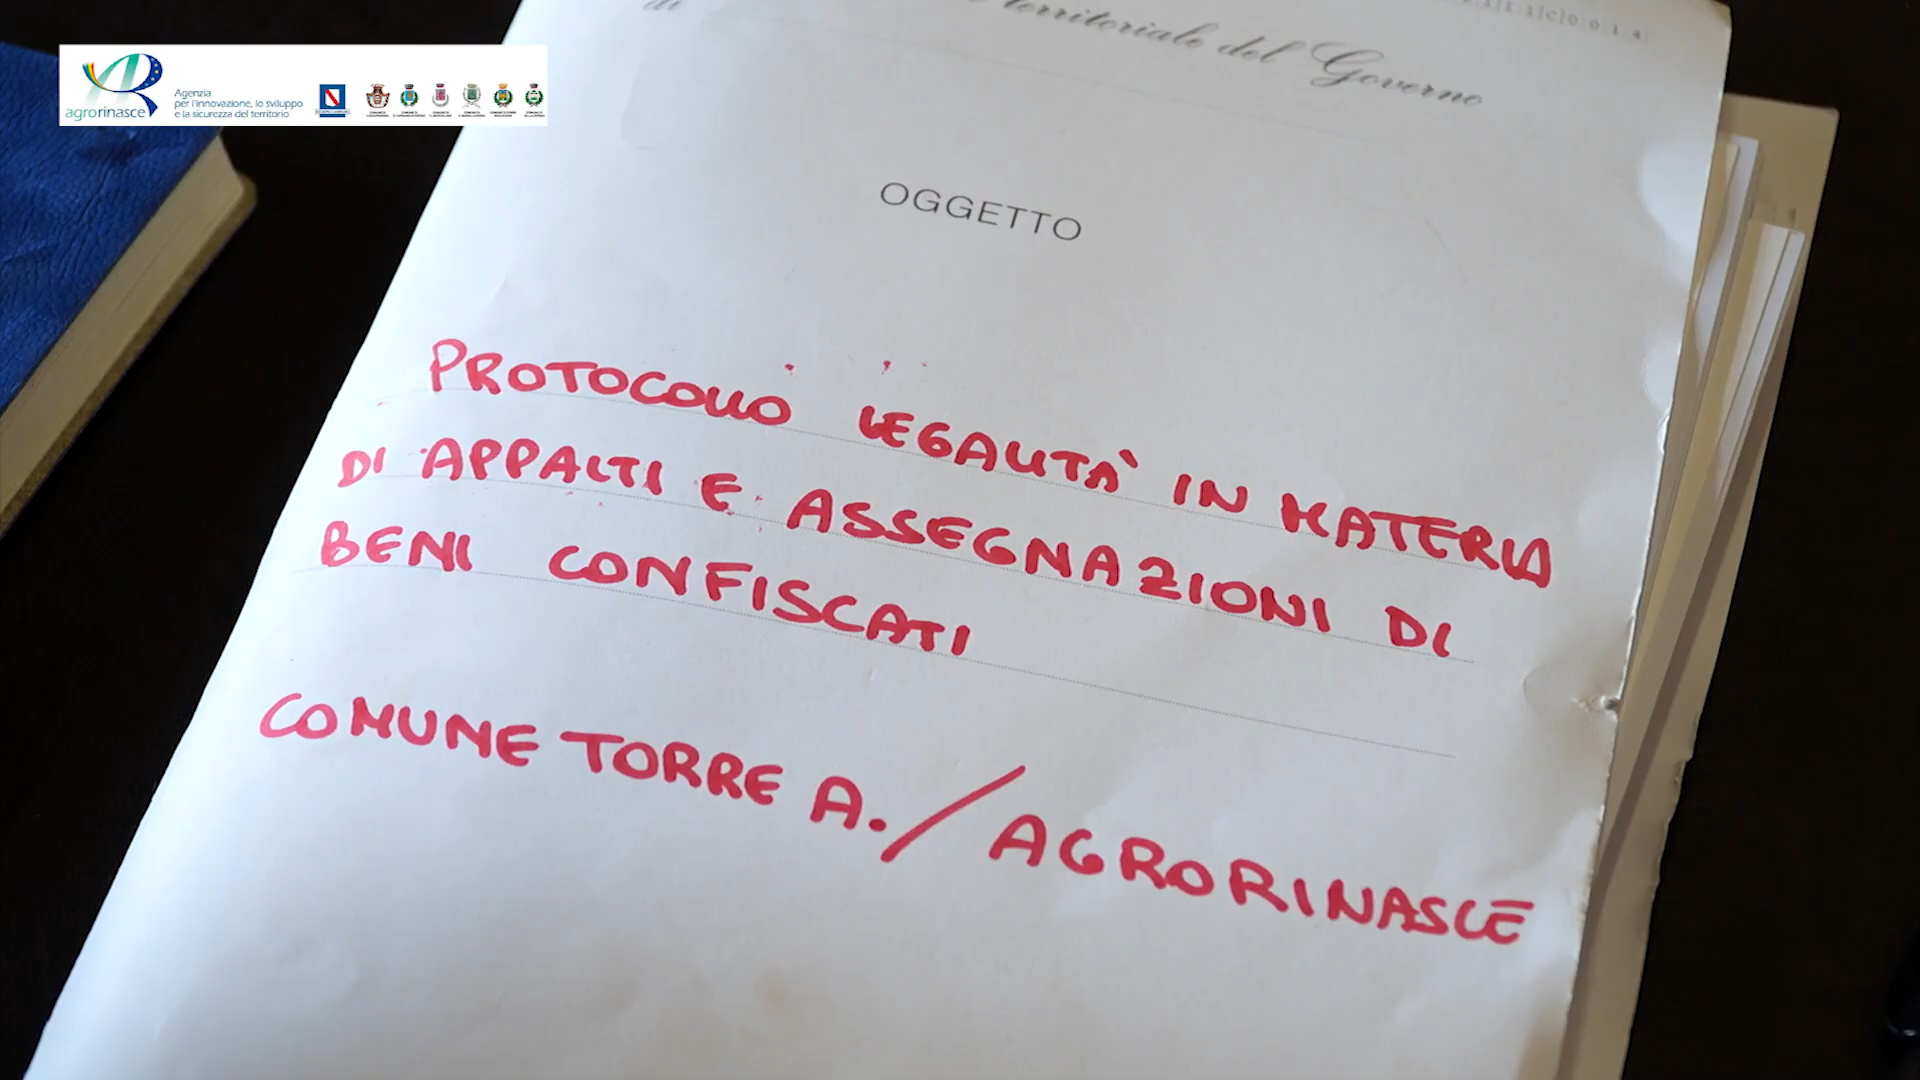 agrorinasce
Agenzia
per l'innovazione, lo sviluppo
e la sicurezza del territorio
Territoriale del Governo
OGGETTO
PROTOCOLLO LEGALITÀ IN MATERIA
DI APPALTI E ASSEGNAZIONI DI
BENI CONFISCATI
COMUNE TORRE A. / AGRORINASCE